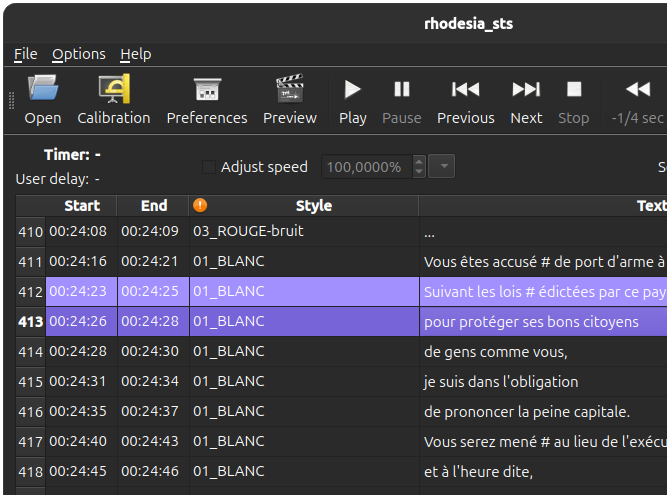 rhodesia_sts
File Options Help
Open Calibration Preferences Preview Play Pause Previous Next Stop -1/4 sec
Timer: -
User delay: -
Adjust speed 100,0000%
Start End Style Text
410 00:24:08 00:24:09 03_ROUGE-bruit ...
411 00:24:16 00:24:21 01_BLANC Vous êtes accusé # de port d'arme à
412 00:24:23 00:24:25 01_BLANC Suivant les lois # édictées par ce pay
413 00:24:26 00:24:28 01_BLANC pour protéger ses bons citoyens
414 00:24:28 00:24:30 01_BLANC de gens comme vous,
415 00:24:31 00:24:34 01_BLANC je suis dans l'obligation
416 00:24:35 00:24:37 01_BLANC de prononcer la peine capitale.
417 00:24:40 00:24:43 01_BLANC Vous serez mené # au lieu de l'exécu
418 00:24:45 00:24:46 01_BLANC et à l'heure dite,